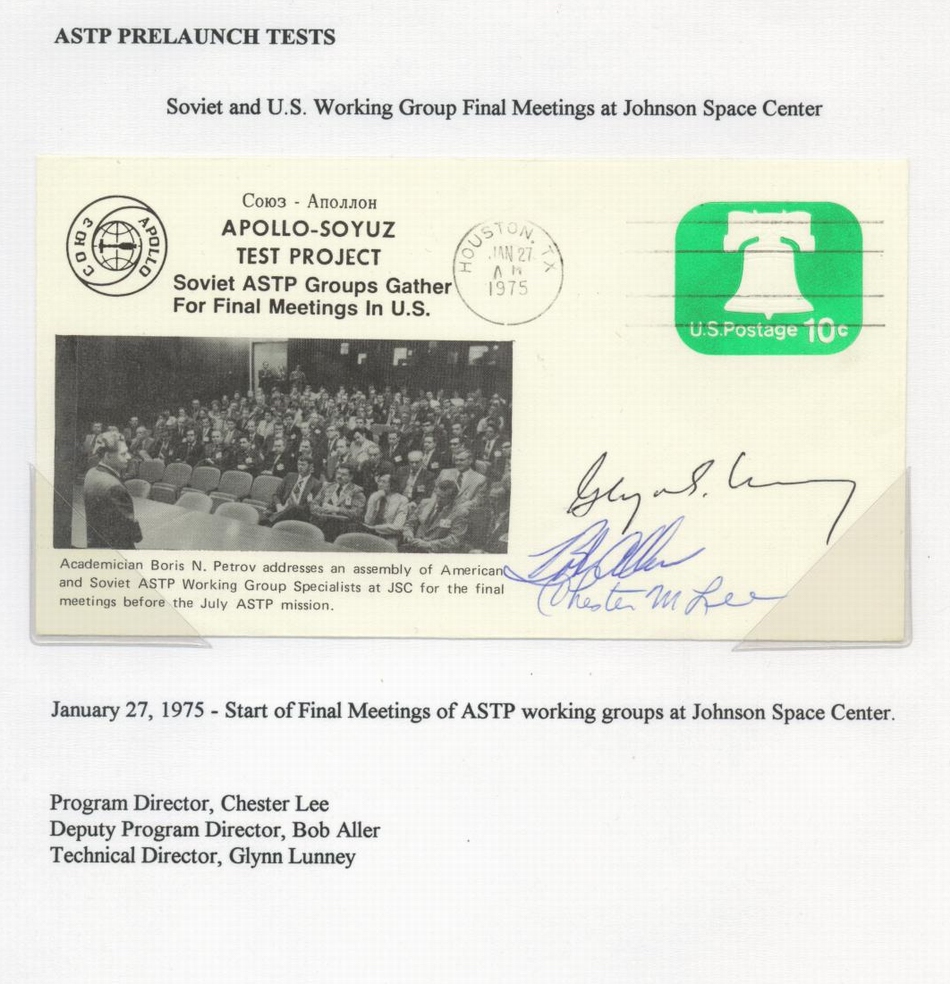 ASTP PRELAUNCH TESTS
Soviet and U.S. Working Group Final Meetings at Johnson Space Center
СОЮЗ
APOLLO
Союз - Аполлон
APOLLO-SOYUZ
TEST PROJECT
Soviet ASTP Groups Gather
For Final Meetings In U.S.
HOUSTON, TX
JAN 27
AM
1975
U.S.Postage 10c
Academician Boris N. Petrov addresses an assembly of American
and Soviet ASTP Working Group Specialists at JSC for the final
meetings before the July ASTP mission.
Glynn S. Lunney
Bob Aller
Chester M Lee
January 27, 1975 - Start of Final Meetings of ASTP working groups at Johnson Space Center.
Program Director, Chester Lee
Deputy Program Director, Bob Aller
Technical Director, Glynn Lunney